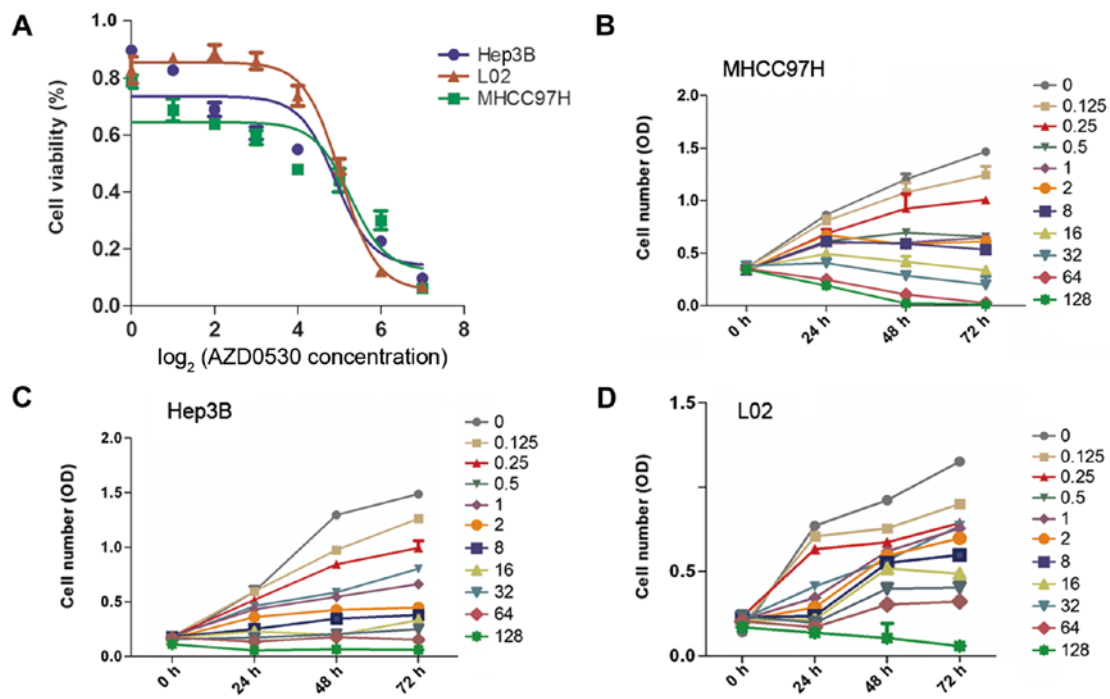 A
1.0
0.8
0.6
0.4
0.2
0.0
Cell viability (%)
0
2
4
6
8
log2 (AZD0530 concentration)
Hep3B
L02
MHCC97H
B
MHCC97H
2.0
1.5
1.0
0.5
0.0
Cell number (OD)
0 h
24 h
48 h
72 h
0
0.125
0.25
0.5
1
2
8
16
32
64
128
C
Hep3B
2.0
1.5
1.0
0.5
0.0
Cell number (OD)
0 h
24 h
48 h
72 h
0
0.125
0.25
0.5
1
2
8
16
32
64
128
D
L02
1.5
0.5
0.0
Cell number (OD)
0 h
24 h
48 h
72 h
0
0.125
0.25
0.5
1
2
8
16
32
64
128